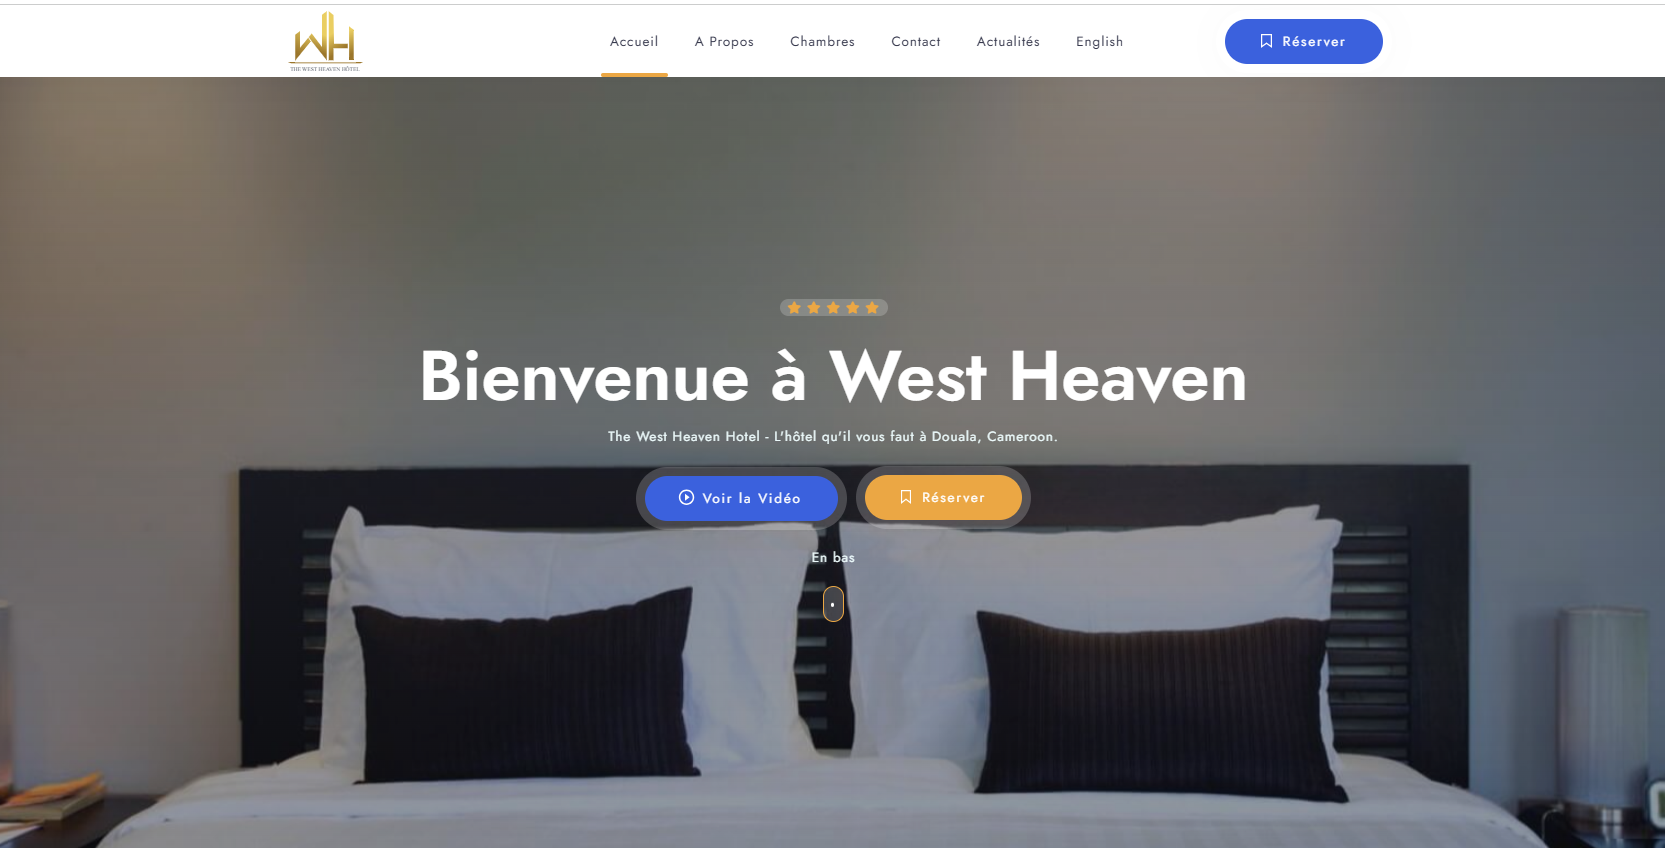 WH
THE WEST HEAVEN HÔTEL
Accueil
A Propos
Chambres
Contact
Actualités
English
Réserver
Bienvenue à West Heaven
The West Heaven Hotel - L'hôtel qu'il vous faut à Douala, Cameroon.
Voir la Vidéo
Réserver
En bas